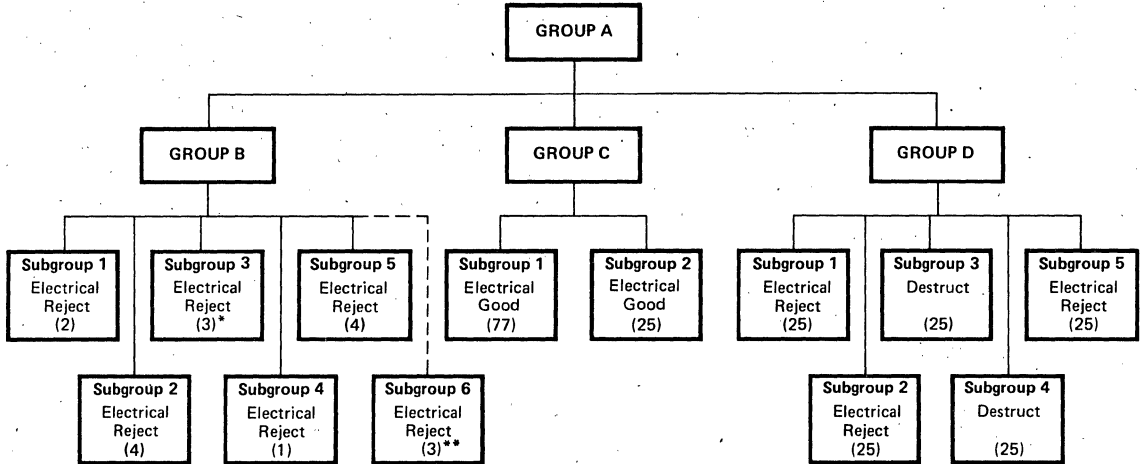 GROUP A
GROUP B
GROUP C
GROUP D
Subgroup 1
Electrical
Reject
(2)
Subgroup 3
Electrical
Reject
(3)*
Subgroup 5
Electrical
Reject
(4)
Subgroup 1
Electrical
Good
(77)
Subgroup 2
Electrical
Good
(25)
Subgroup 1
Electrical
Reject
(25)
Subgroup 3
Destruct
(25)
Subgroup 5
Electrical
Reject
(25)
Subgroup 2
Electrical
Reject
(4)
Subgroup 4
Electrical
Reject
(1)
Subgroup 6
Electrical
Reject
(3)**
Subgroup 2
Electrical
Reject
(25)
Subgroup 4
Destruct
(25)